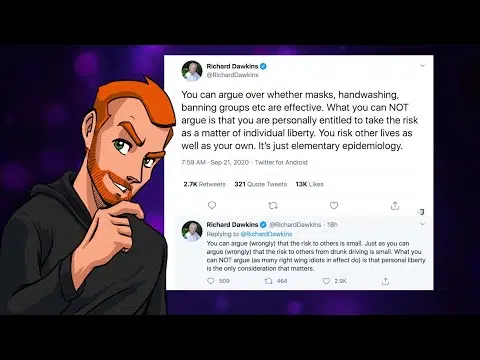 Richard Dawkins
@RichardDawkins
You can argue over whether masks, handwashing,
banning groups etc are effective. What you can NOT
argue is that you are personally entitled to take the risk
as a matter of individual liberty. You risk other lives as
well as your own. It's just elementary epidemiology.
7:59 AM · Sep 21, 2020 · Twitter for Android
2.7K Retweets 321 Quote Tweets 13K Likes
Richard Dawkins @RichardDawkins · 18h
Replying to @RichardDawkins
You can argue (wrongly) that the risk to others is small. Just as you can
argue (wrongly) that the risk to others from drunk driving is small. What you
can NOT argue (as many right wing idiots in effect do) is that personal liberty
is the only consideration that matters.
509 464 2.9K